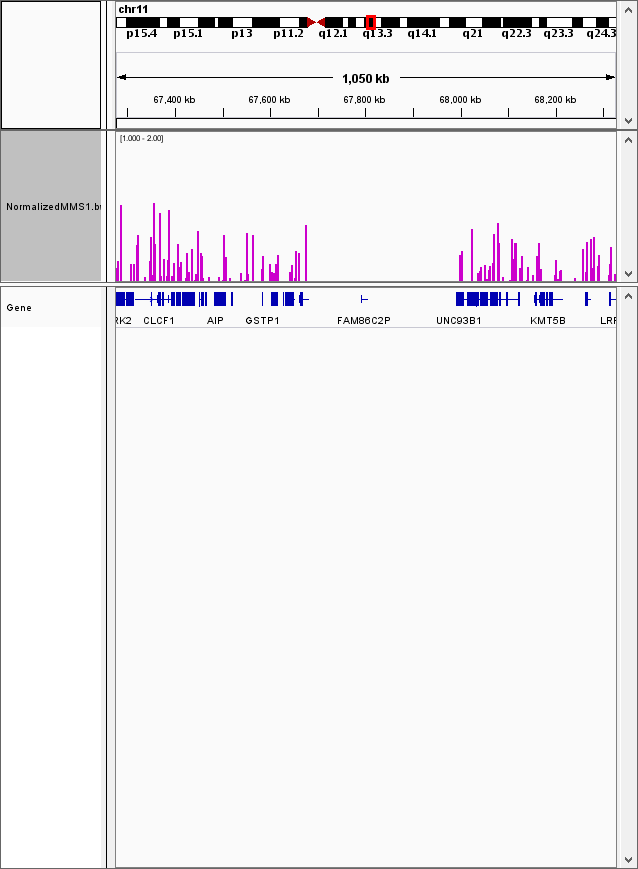 chr11
p15.4 p15.1 p13 p11.2 q12.1 q13.3 q14.1 q21 q22.3 q23.3 q24.3
1,050 kb
67,400 kb 67,600 kb 67,800 kb 68,000 kb 68,200 kb
[1.000 - 2.00]
NormalizedMMS1.b
Gene
RK2 CLCF1 AIP GSTP1 FAM86C2P UNC93B1 KMT5B LRP